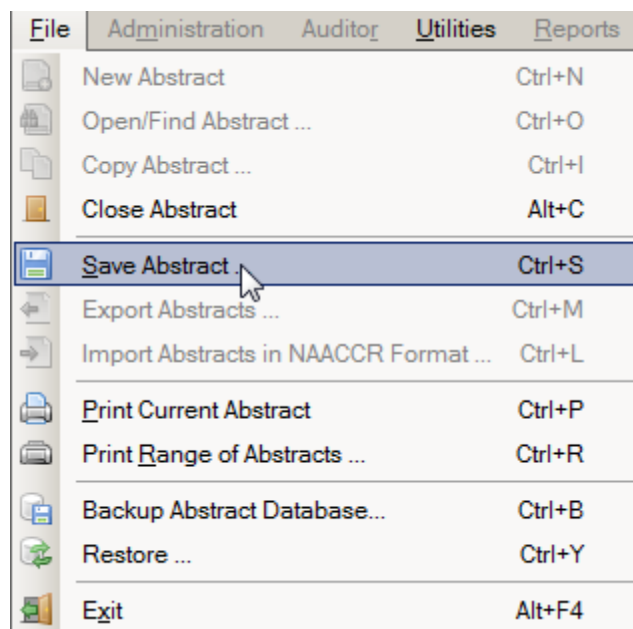 File Administration Auditor Utilities Reports
New Abstract Ctrl+N
Open/Find Abstract ... Ctrl+O
Copy Abstract ... Ctrl+I
Close Abstract Alt+C
Save Abstract . Ctrl+S
Export Abstracts ... Ctrl+M
Import Abstracts in NAACCR Format ... Ctrl+L
Print Current Abstract Ctrl+P
Print Range of Abstracts ... Ctrl+R
Backup Abstract Database... Ctrl+B
Restore ... Ctrl+Y
Exit Alt+F4